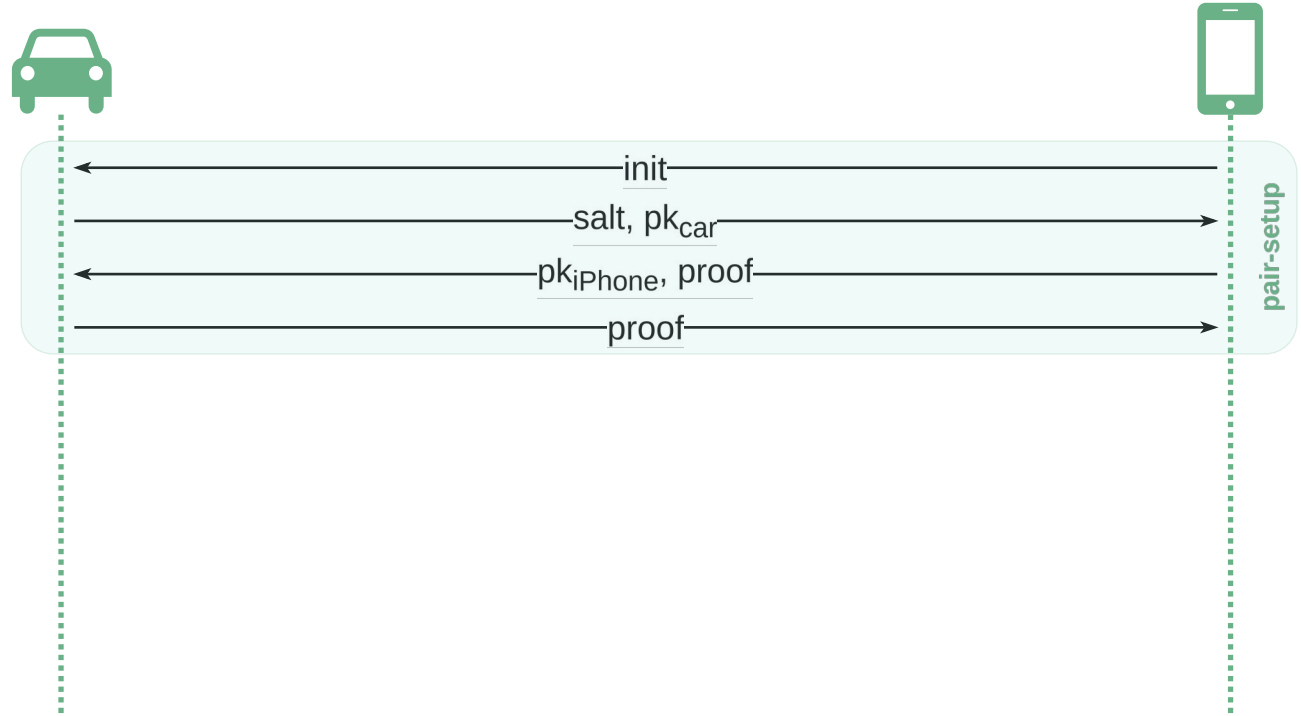 init
salt, pkcar
pkiPhone, proof
proof
pair-setup